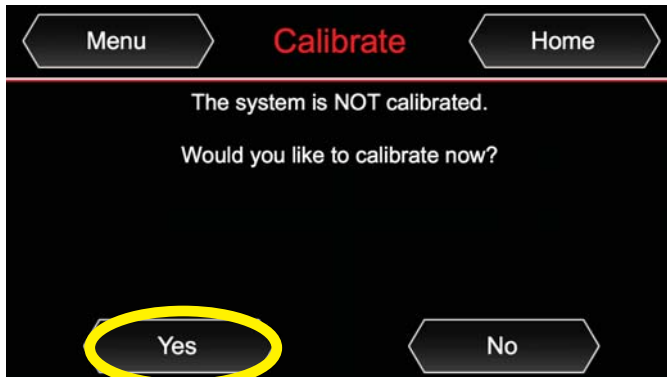 Menu Calibrate Home
The system is NOT calibrated.
Would you like to calibrate now?
Yes No